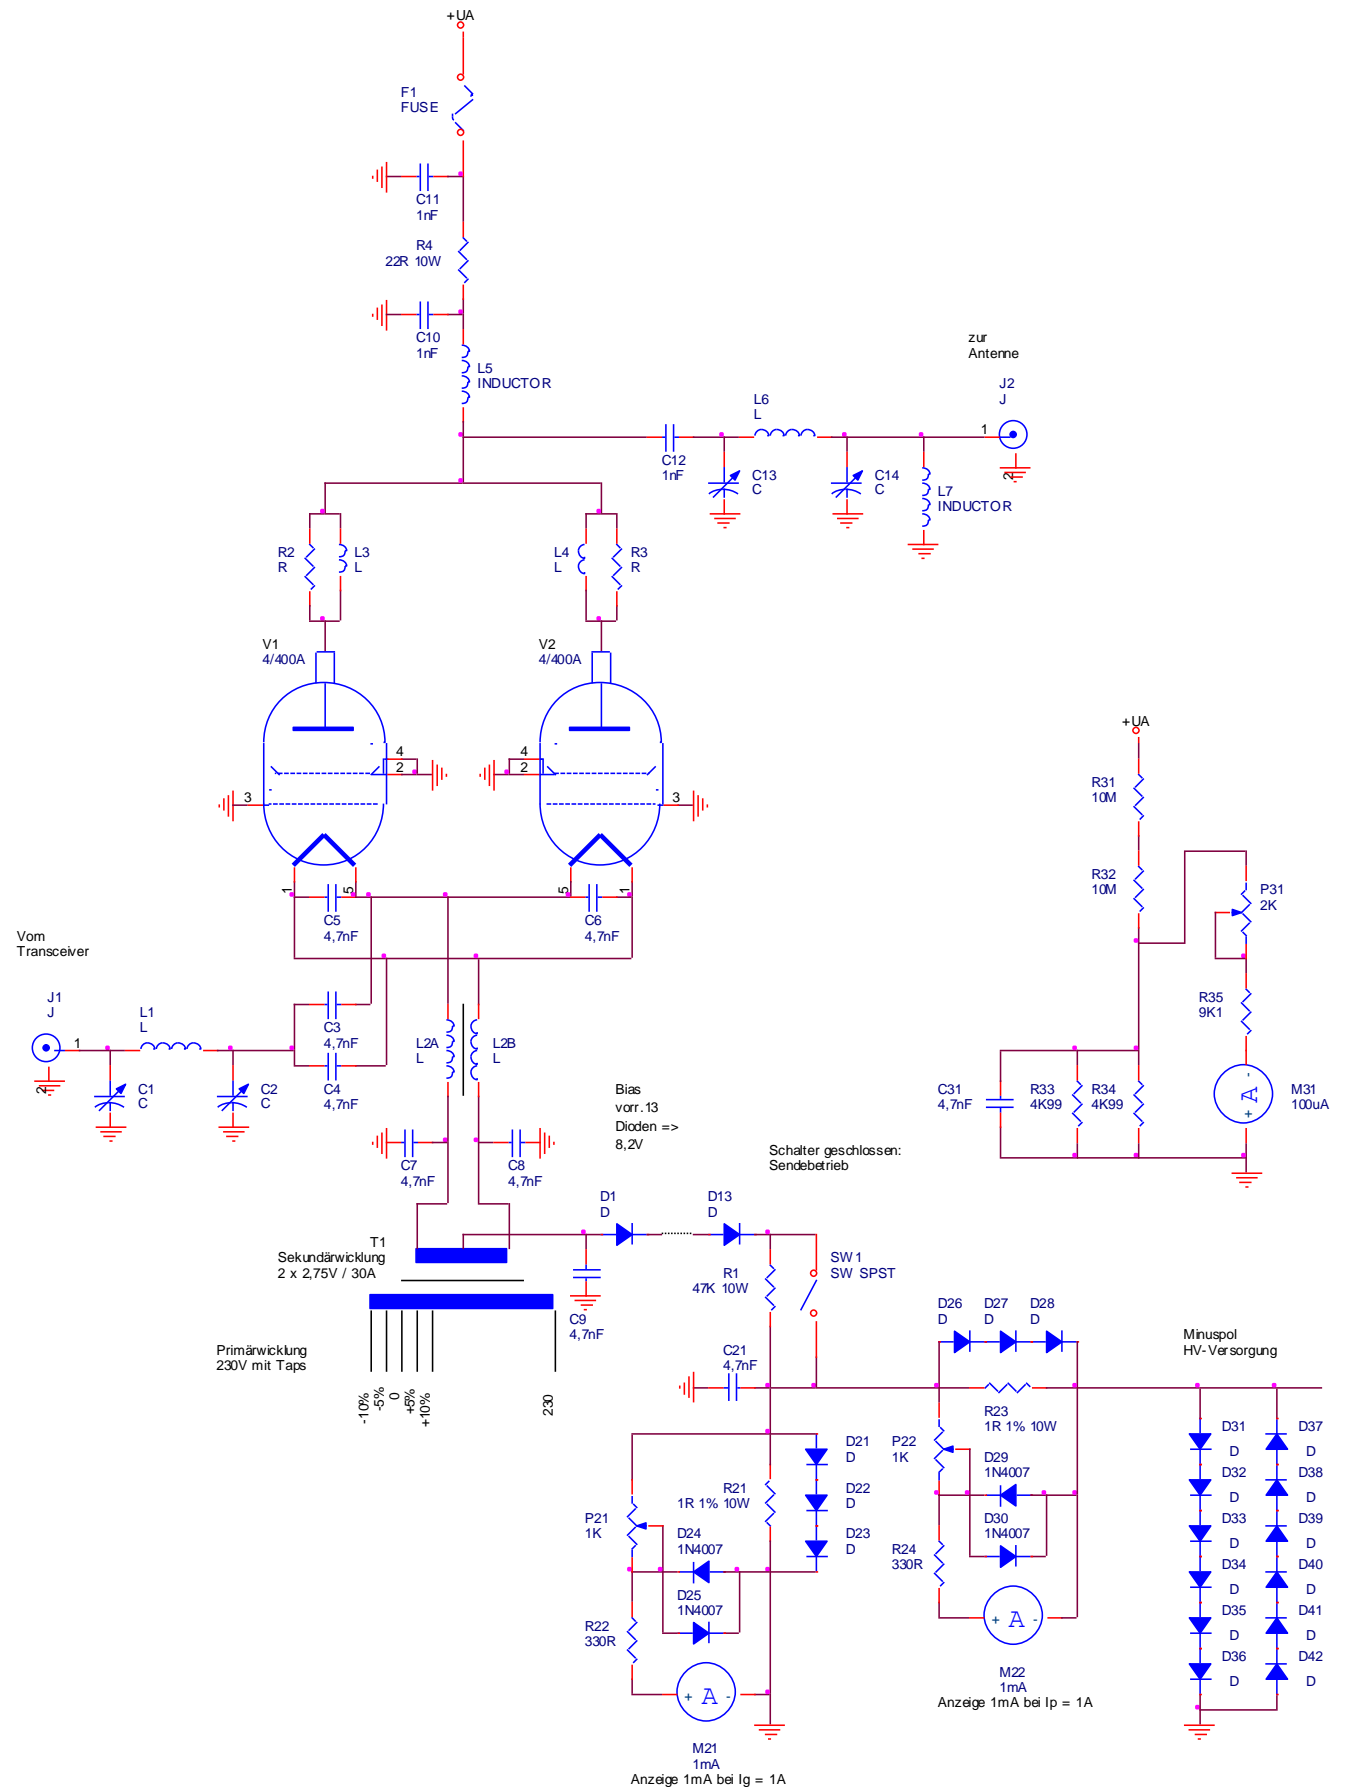 +UA
F1
FUSE
C11
1nF
R4
22R 10W
C10
1nF
L5
INDUCTOR
zur
Antenne
J2
J
1
2
L6
L
C12
1nF
C13
C
C14
C
L7
INDUCTOR
R2
R
L3
L
L4
L
R3
R
V1
4/400A
V2
4/400A
4
2
3
4
2
3
1
5
5
1
C5
4,7nF
C6
4,7nF
+UA
R31
10M
R32
10M
P31
2K
R35
9K1
C31
4,7nF
R33
4K99
R34
4K99
A
-
+
M31
100uA
Vom
Transceiver
J1
J
1
2
L1
L
C1
C
C2
C
C3
4,7nF
C4
4,7nF
L2A
L
L2B
L
C7
4,7nF
C8
4,7nF
Bias
vorr.13
Dioden =>
8,2V
Schalter geschlossen:
Sendebetrieb
D1
D
D13
D
T1
Sekundärwicklung
2 x 2,75V / 30A
Primärwicklung
230V mit Taps
-10%
-5%
0
+5%
+10%
230
C9
4,7nF
R1
47K 10W
SW1
SW SPST
C21
4,7nF
D26
D
D27
D
D28
D
R23
1R 1% 10W
Minuspol
HV-Versorgung
P22
1K
D29
1N4007
D30
1N4007
R24
330R
+ A -
M22
1mA
Anzeige 1mA bei Ip = 1A
D21
D
D22
D
D23
D
R21
1R 1% 10W
P21
1K
D24
1N4007
D25
1N4007
R22
330R
+ A -
M21
1mA
Anzeige 1mA bei Ig = 1A
D31
D
D32
D
D33
D
D34
D
D35
D
D36
D
D37
D
D38
D
D39
D
D40
D
D41
D
D42
D